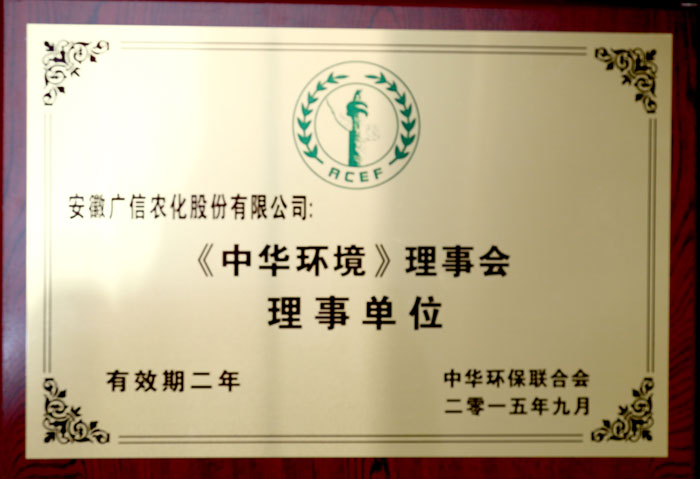 ACEF
安徽广信农化股份有限公司:
《中华环境》理事会
理事单位
有效期二年
中华环保联合会
二零一五年九月